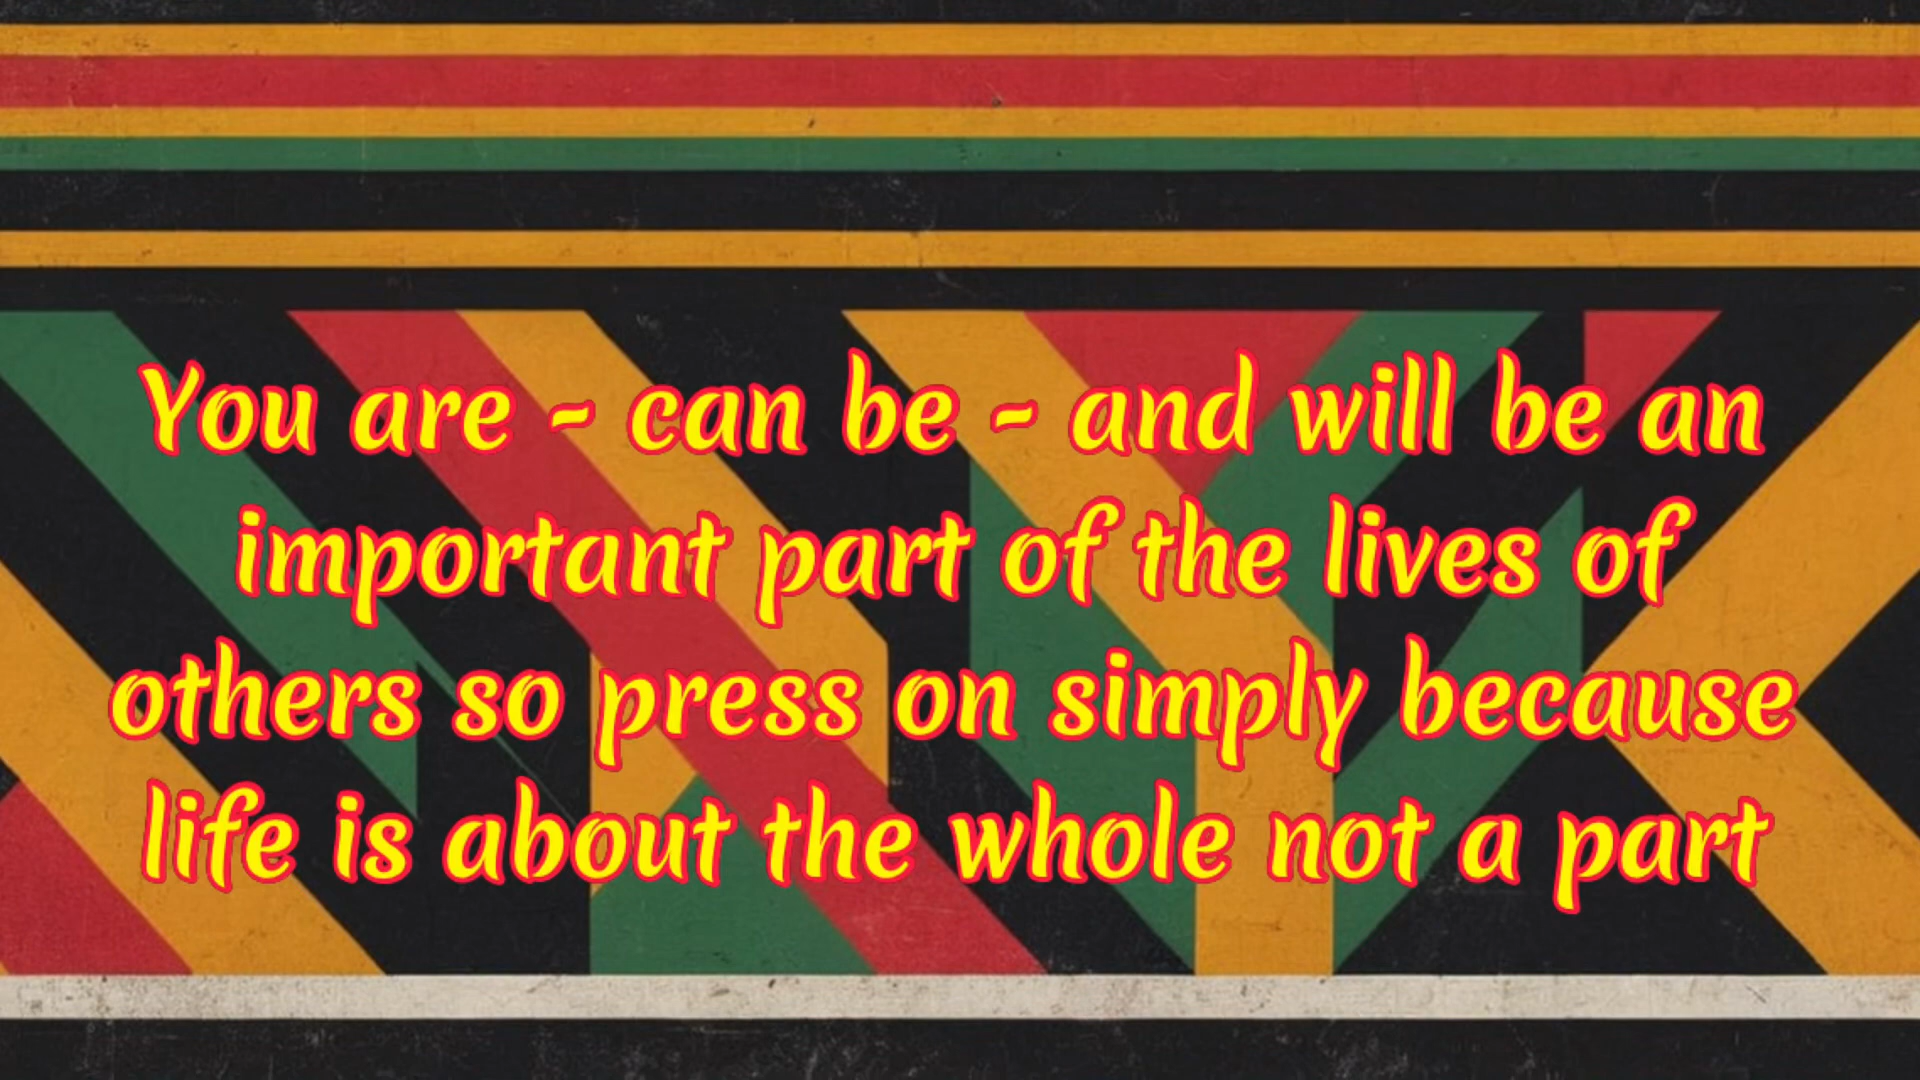 You are - can be - and will be an
important part of the lives of
others so press on simply because
life is about the whole not a part